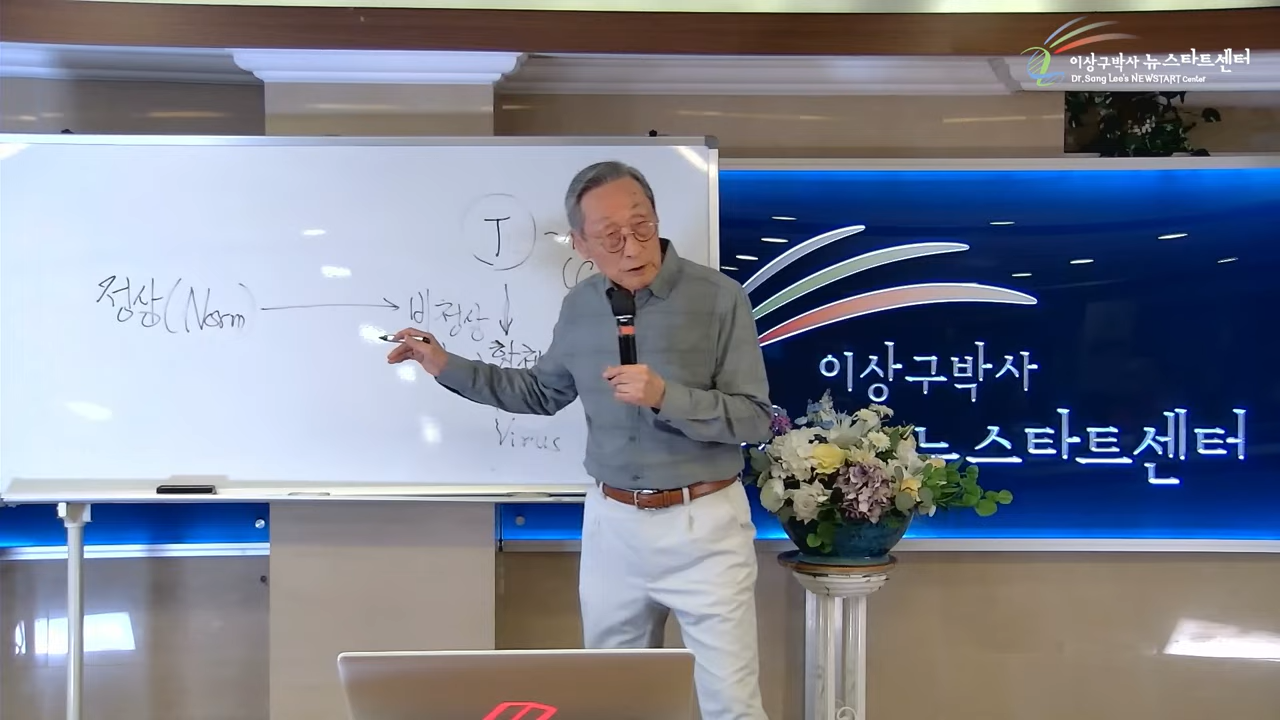 이상구박사 뉴스타트센터
Dr. Sang Lee's NEWSTART Center
T
정상(Norm)
비정상
Virus
이상구박사
뉴스타트센터